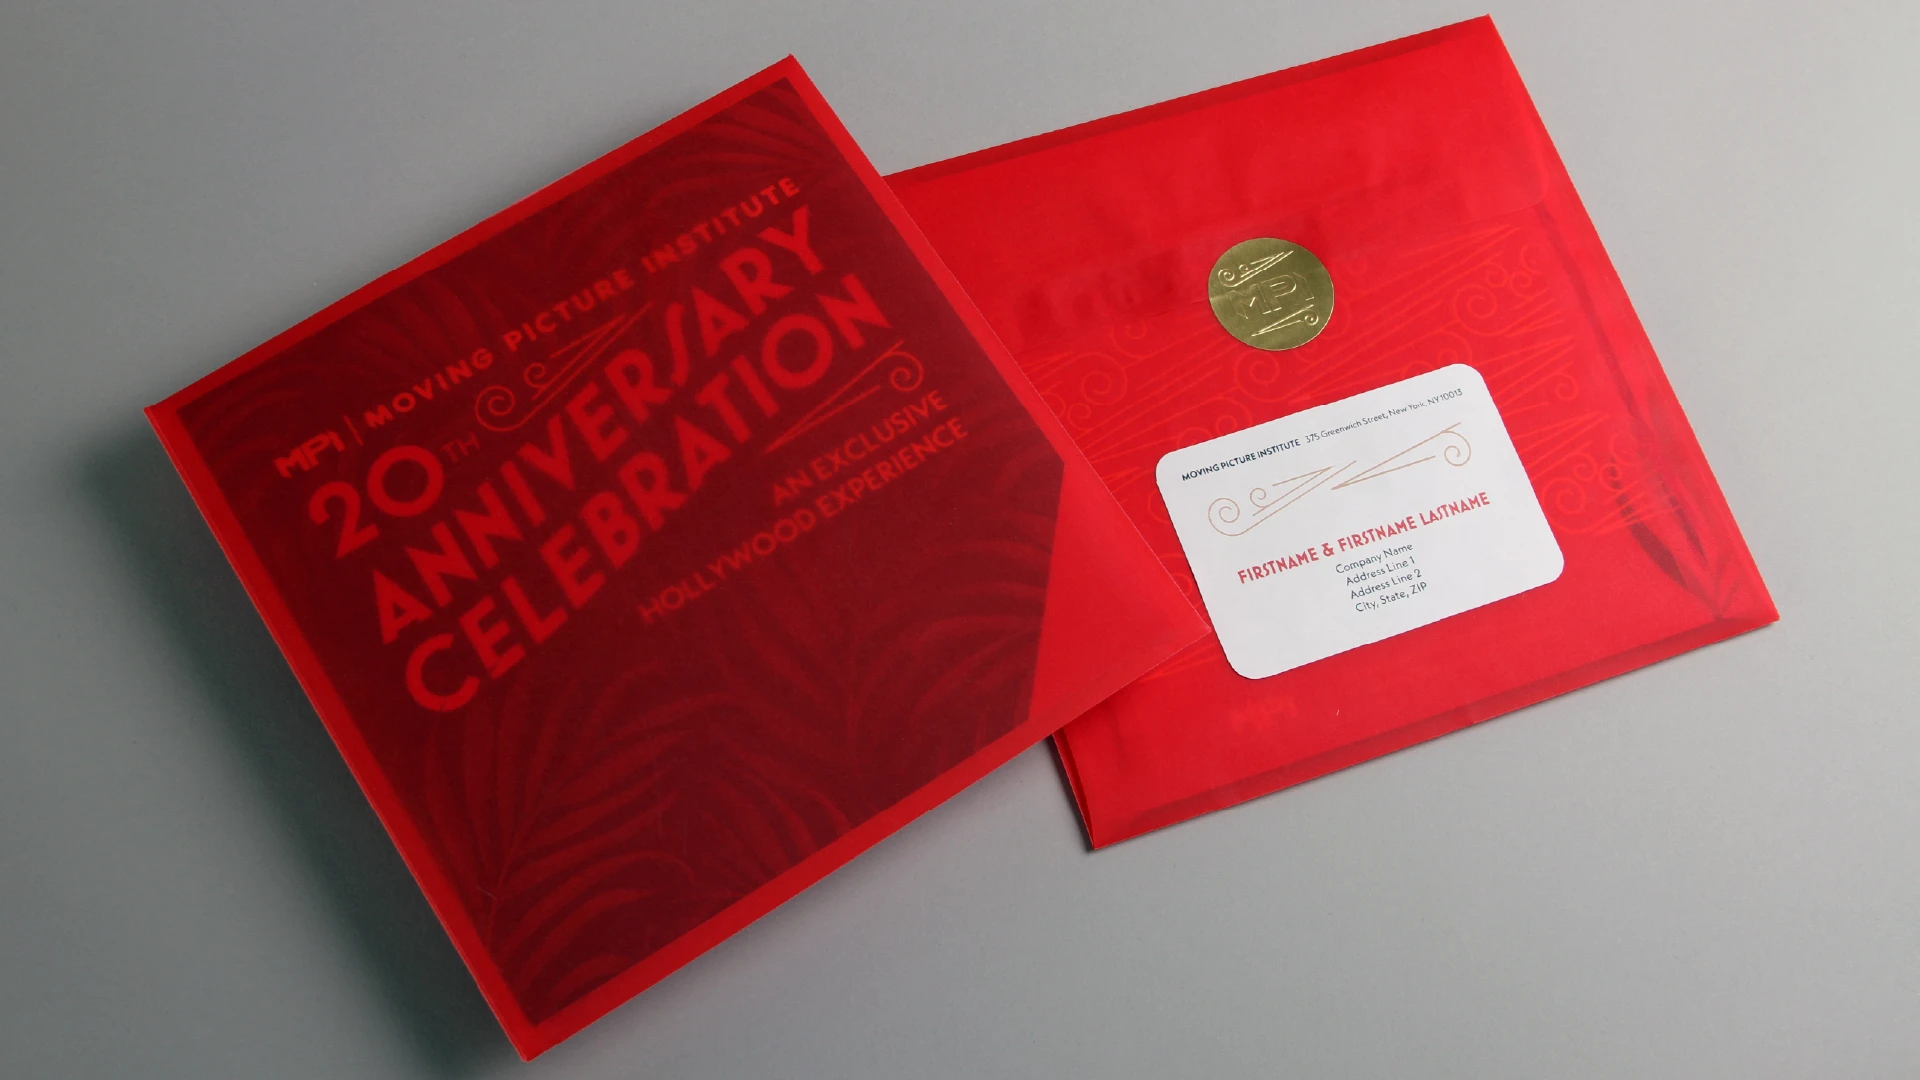 MPI | MOVING PICTURE INSTITUTE
20TH
ANNIVERSARY
CELEBRATION
AN EXCLUSIVE
HOLLYWOOD EXPERIENCE
MPI
MOVING PICTURE INSTITUTE 375 Greenwich Street, New York, NY 10013
FIRSTNAME & FIRSTNAME LASTNAME
Company Name
Address Line 1
Address Line 2
City, State, ZIP
MPI